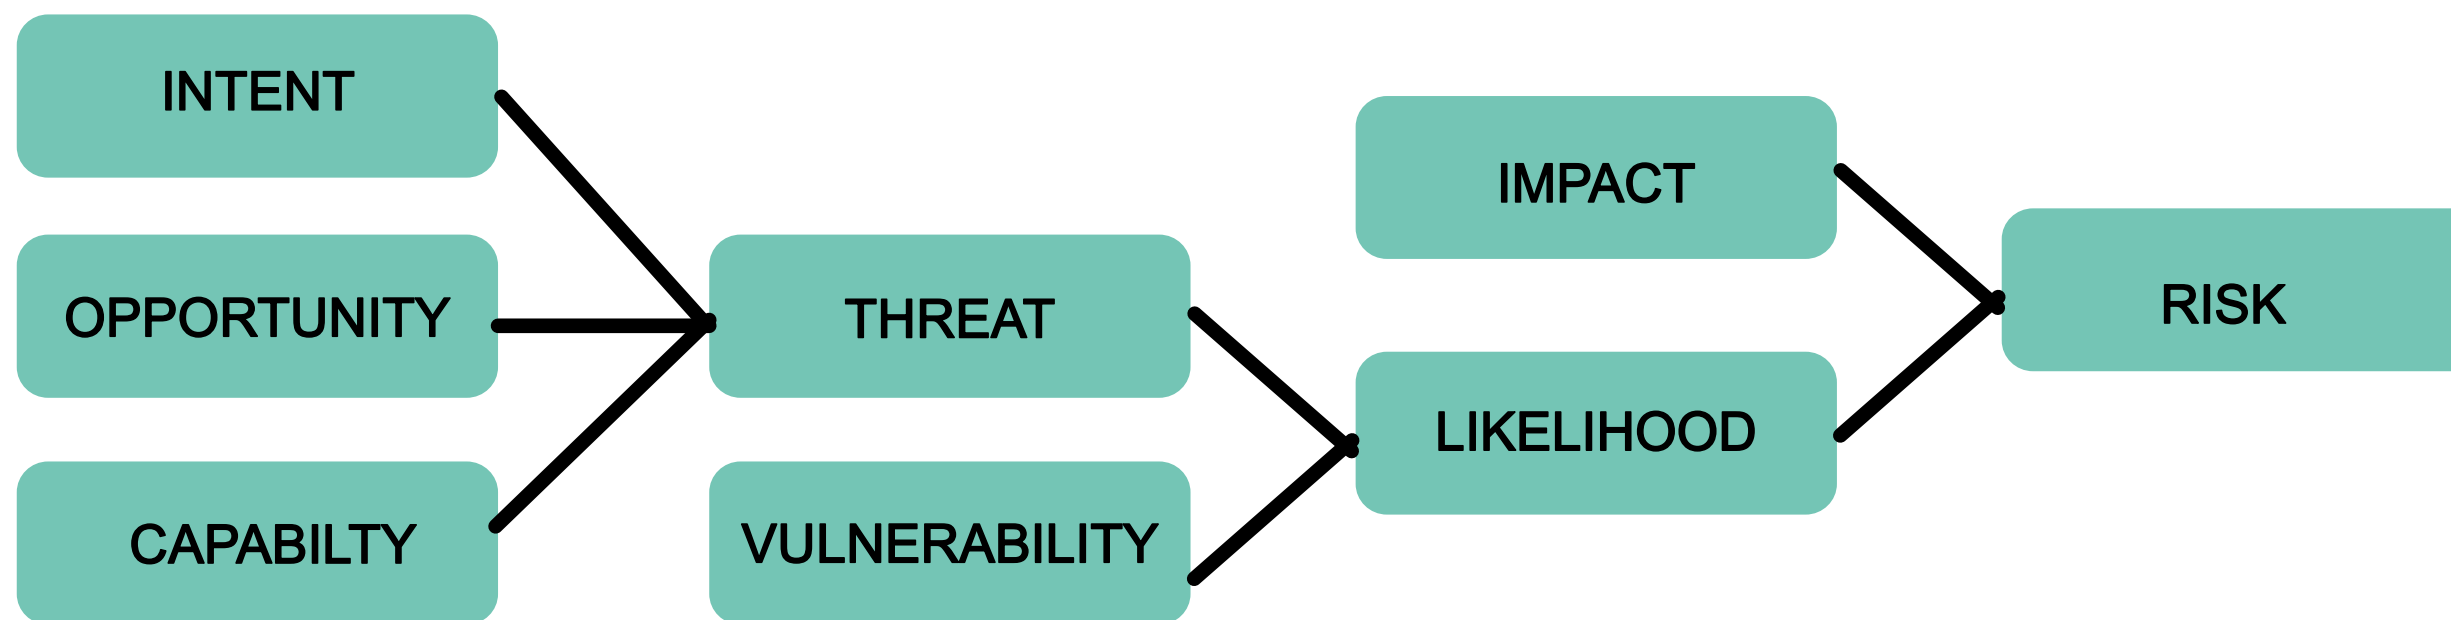 INTENT
OPPORTUNITY
CAPABILTY
THREAT
VULNERABILITY
IMPACT
LIKELIHOOD
RISK